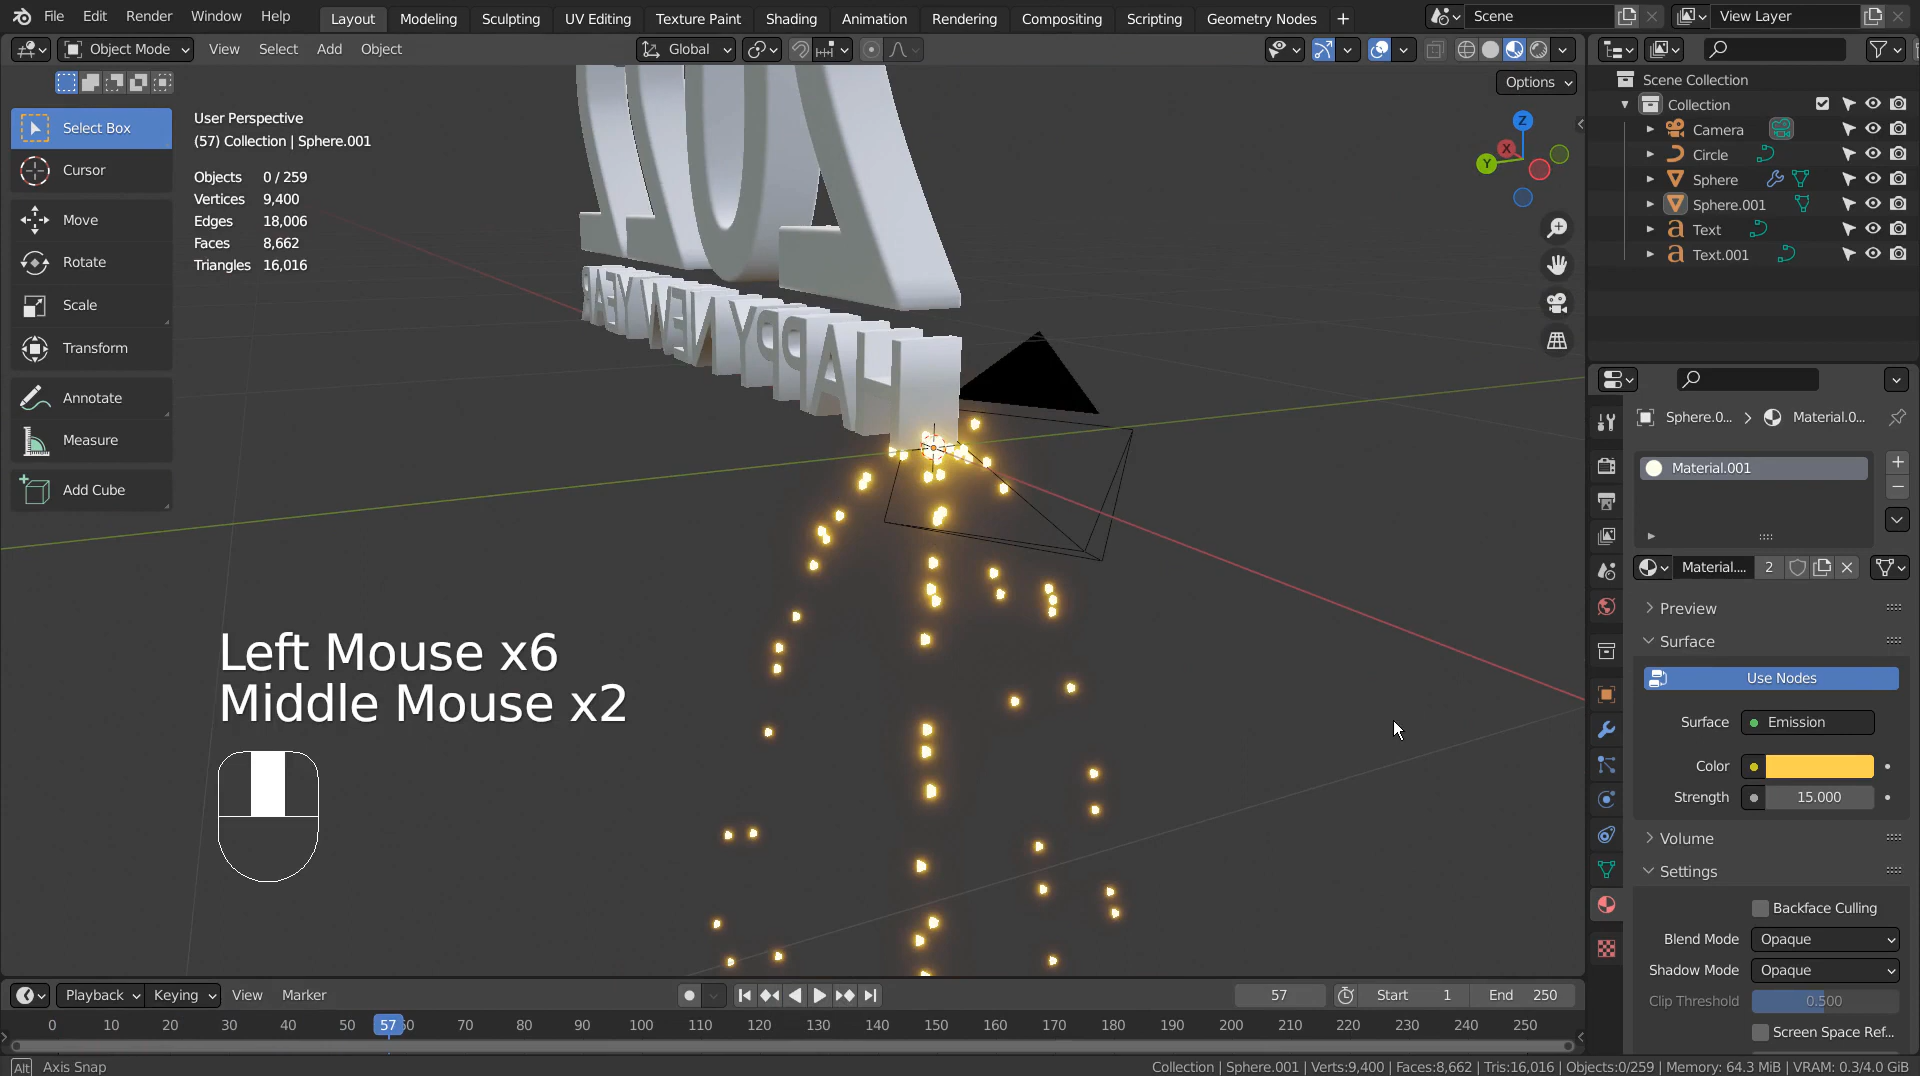 File Edit Render Window Help Layout Modeling Sculpting UV Editing Texture Paint Shading Animation Rendering Compositing Scripting Geometry Nodes + Scene View Layer
Object Mode View Select Add Object Global
Options
Scene Collection
Collection
Camera
Circle
Sphere
Sphere.001
Text
Text.001
Select Box
Cursor
Move
Rotate
Scale
Transform
Annotate
Measure
Add Cube
User Perspective
(57) Collection | Sphere.001
Objects 0 / 259
Vertices 9,400
Edges 18,006
Faces 8,662
Triangles 16,016
Z
X
Y
HAPPY NEW YEAR
Left Mouse x6
Middle Mouse x2
Sphere.0... Material.0...
Material.001
Material.... 2
Preview
Surface
Use Nodes
Surface Emission
Color
Strength 15.000
Volume
Settings
Backface Culling
Blend Mode Opaque
Shadow Mode Opaque
Clip Threshold 0.500
Screen Space Ref...
Playback Keying View Marker 57 Start 1 End 250
0 10 20 30 40 50 57 60 70 80 90 100 110 120 130 140 150 160 170 180 190 200 210 220 230 240 250
Alt Axis Snap
Collection | Sphere.001 | Verts:9,400 | Faces:8,662 | Tris:16,016 | Objects:0/259 | Memory: 64.3 MiB | VRAM: 0.3/4.0 GiB